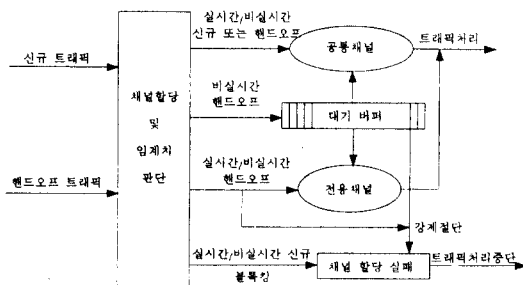 실시간/비실시간
신규 또는 핸드오프
공통채널
트래픽처리
신규 트래픽
채널할당
및
임계치
판단
비실시간
핸드오프
대기 버퍼
핸드오프 트래픽
실시간/비실시간
핸드오프
전용채널
강제절단
실시간/비실시간 신규
블록킹
채널 할당 실패
트래픽처리중단